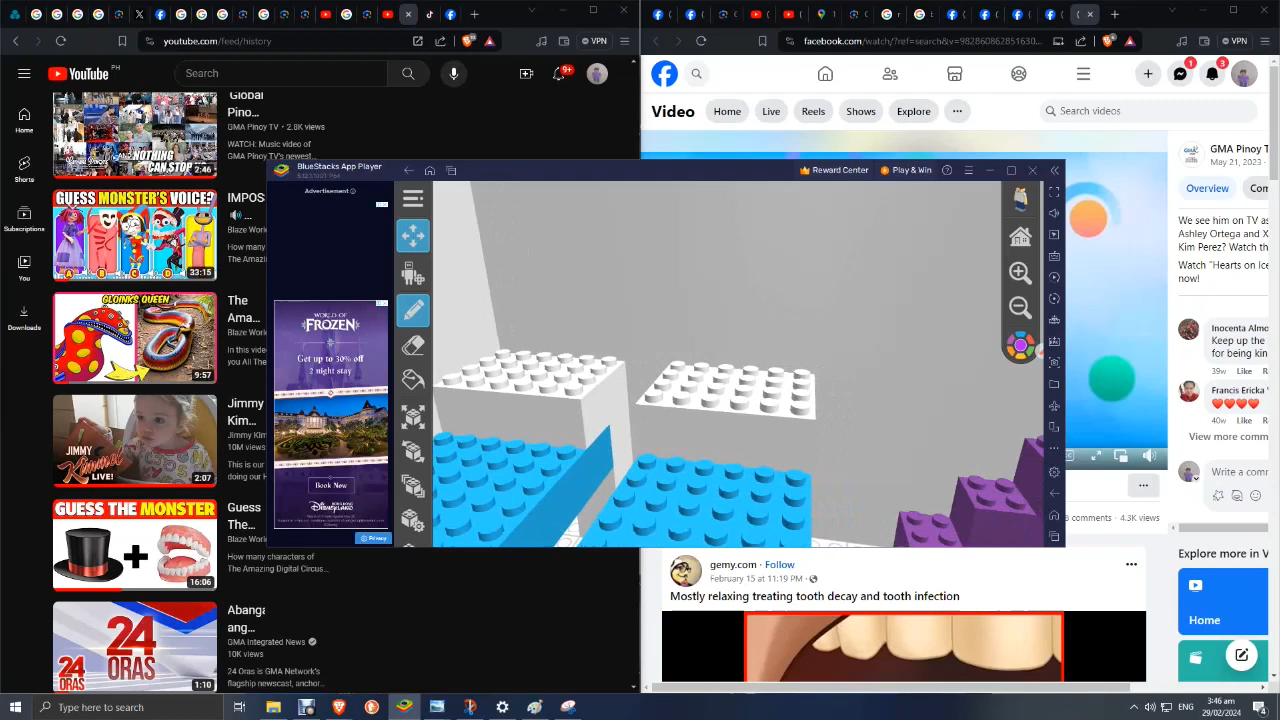 youtube.com/feed/history
VPN
facebook.com/watch/?ref=search&v=982860862851630...
VPN
YouTube PH
Search
9+
1
3
Home
Shorts
Subscriptions
You
Downloads
NOTHING
CAN STOP
2:46
Global
Pino...
GMA Pinoy TV • 2.8K views
WATCH: Music video of
GMA Pinoy TV's newest...
GUESS MONSTER'S VOICE?
A B C D
33:15
IMPOS
Blaze Worl
How many
The Amazi
GLOINKS QUEEN
9:57
The
Ama...
Blaze Worl
In this vide
you All The
JIMMY
KIMMEL
LIVE!
2:07
Jimmy
Kim...
Jimmy Kim
10M views
This is our
doing our H
GUESS THE MONSTER
16:06
Guess
The...
Blaze Worl
How many characters of
The Amazing Digital Circus...
24
ORAS
24
ORAS
1:10
Abanga
ang...
GMA Integrated News
10K views
24 Oras is GMA Network's
flagship newscast, anchor...
Video
Home
Live
Reels
Shows
Explore
Search videos
BlueStacks App Player
Reward Center
Play & Win
Advertisement
WORLD OF
FROZEN
Get up to 30% off
2 night stay
Book Now
DISNEYLAND
Privacy
GMA Pinoy T
May 21, 2023
Overview
Com
We see him on TV as
Ashley Ortega and X
Kim Perez? Watch the
Watch "Hearts on Ice
now!
Inocenta Almo
Keep up the
for being kin
39w Like
Francis Ericka
40w Like
View more comme
Write a comm
comments · 4.3K views
Explore more in V
Home
gemy.com · Follow
February 15 at 11:19 PM
Mostly relaxing treating tooth decay and tooth infection
Type here to search
ENG
3:46 am
29/02/2024
4